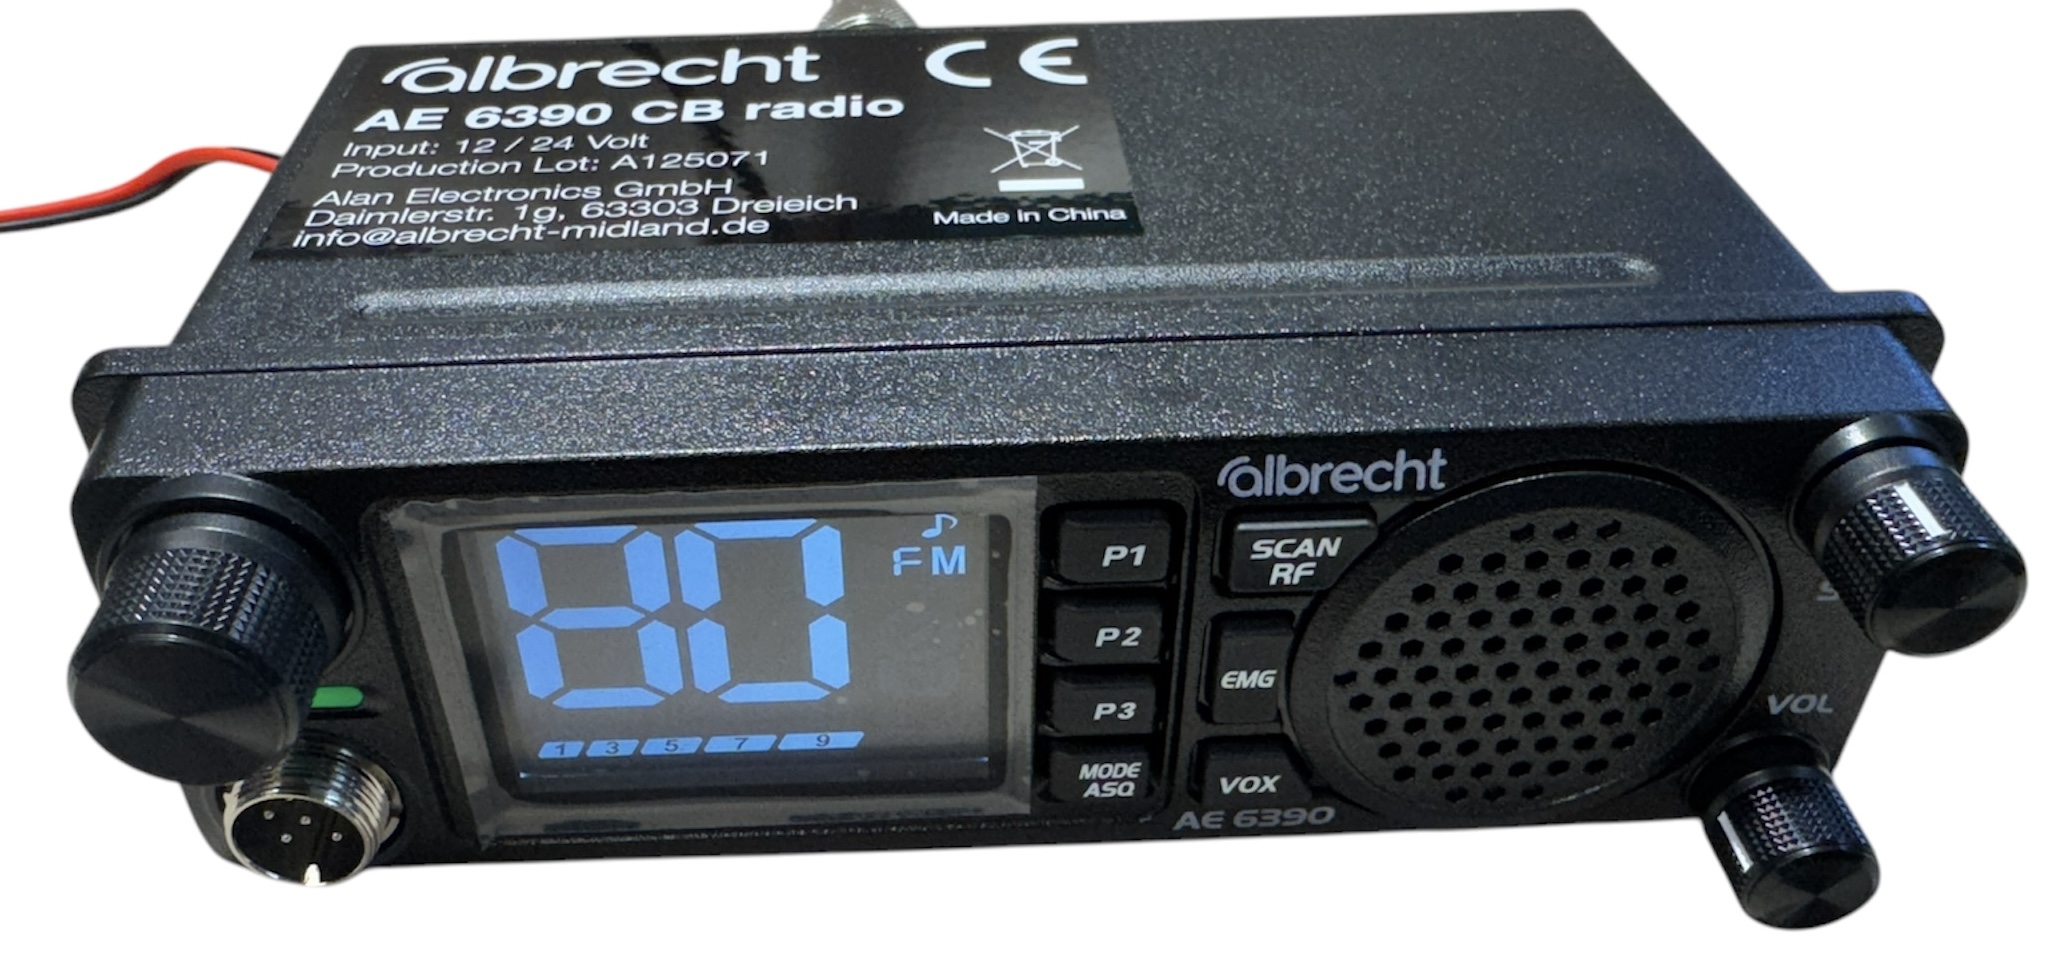 albrecht
CE
AE 6390 CB radio
Input: 12 / 24 Volt
Production Lot: A125071
Alan Electronics GmbH
Daimlerstr. 1g, 63303 Dreieich
info@albrecht-midland.de
Made in China
albrecht
80
FM
1 3 5 7 9
P1
P2
P3
MODE
ASQ
SCAN
RF
EMG
VOX
AE 6390
VOL